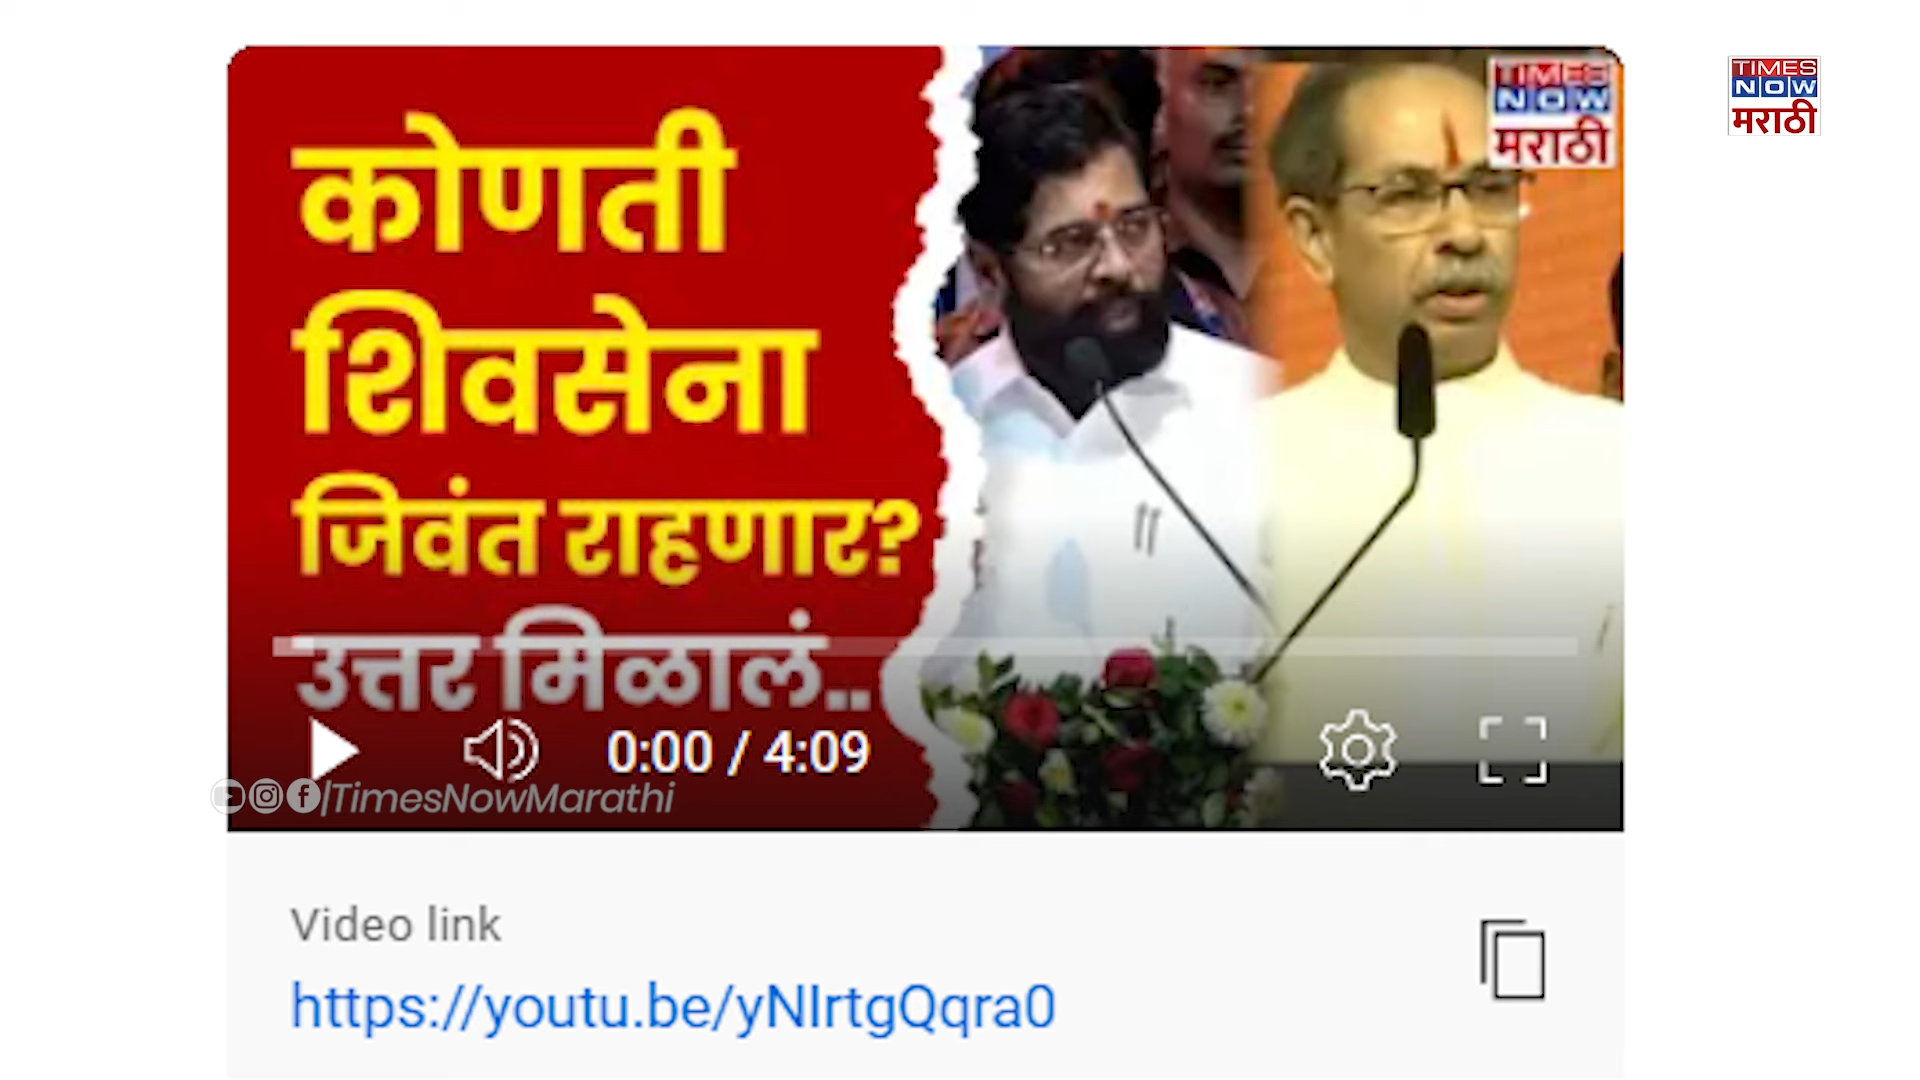 कोणती
शिवसेना
जिवंत राहणार?
उत्तर मिळालं..
TIMES
NOW
मराठी
TIMES
NOW
मराठी
0:00 / 4:09
/TimesNowMarathi
Video link
https://youtu.be/yNIrtgQqra0